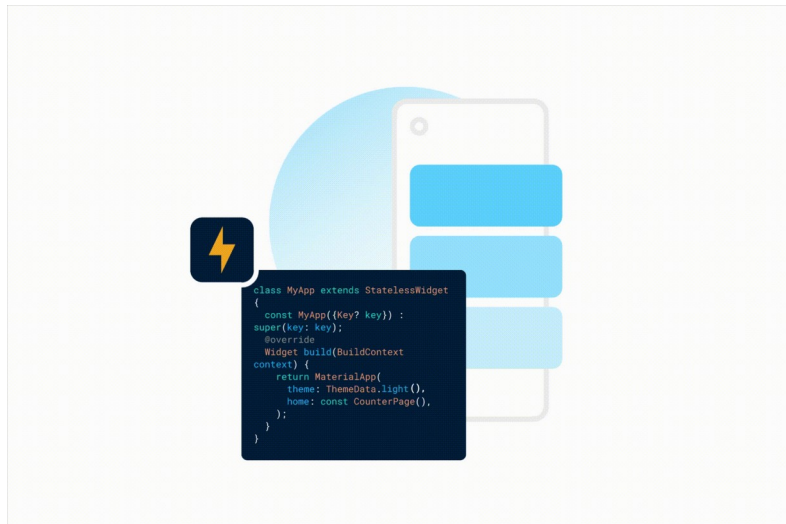 class MyApp extends StatelessWidget
{
  const MyApp({Key? key}) :
super(key: key);
  @override
  Widget build(BuildContext
context) {
    return MaterialApp(
      theme: ThemeData.light(),
      home: const CounterPage(),
    );
  }
}